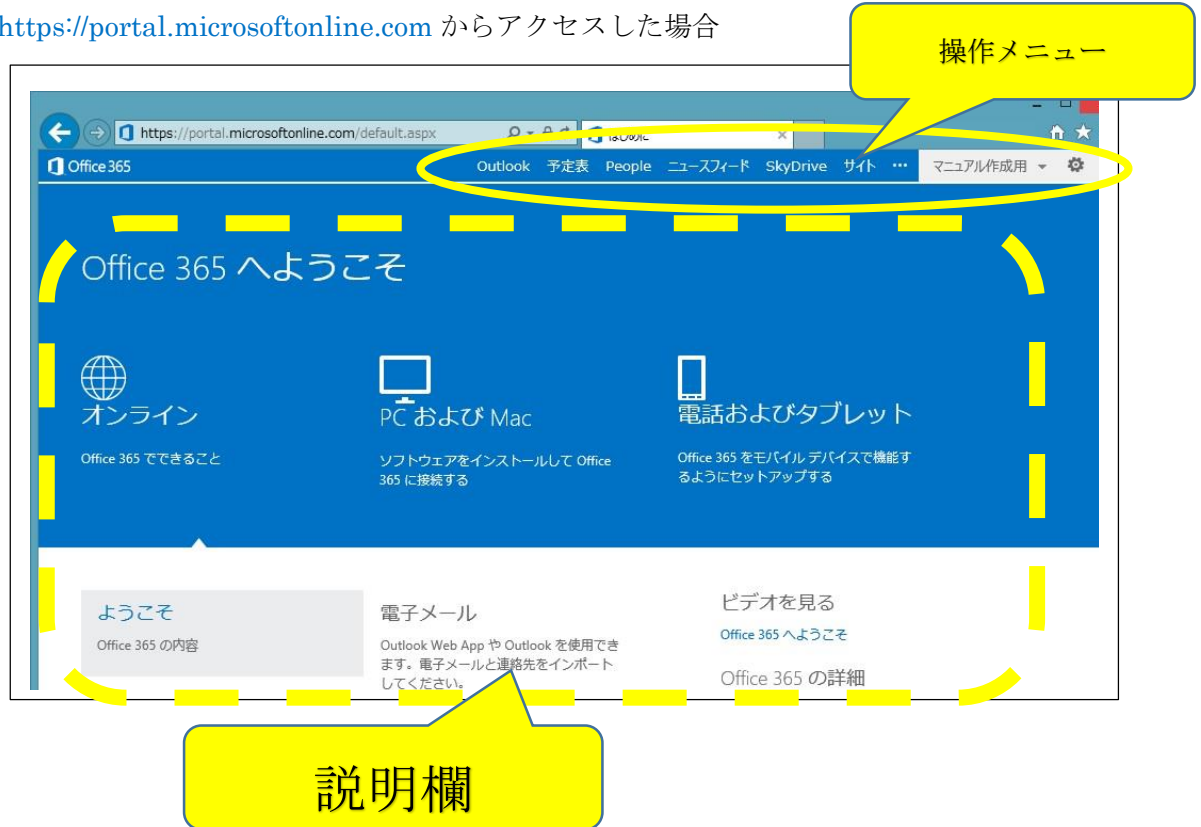 https://portal.microsoftonline.com からアクセスした場合
操作メニュー
https://portal.microsoftonline.com/default.aspx
はじめに
Office 365
Outlook 予定表 People ニュースフィード SkyDrive サイト ··· マニュアル作成用
Office 365 へようこそ
オンライン
Office 365 でできること
PC および Mac
ソフトウェアをインストールして Office
365 に接続する
電話およびタブレット
Office 365 をモバイル デバイスで機能す
るようにセットアップする
ようこそ
Office 365 の内容
電子メール
Outlook Web App や Outlook を使用でき
ます。電子メールと連絡先をインポート
してください。
ビデオを見る
Office 365 へようこそ
Office 365 の詳細
説明欄